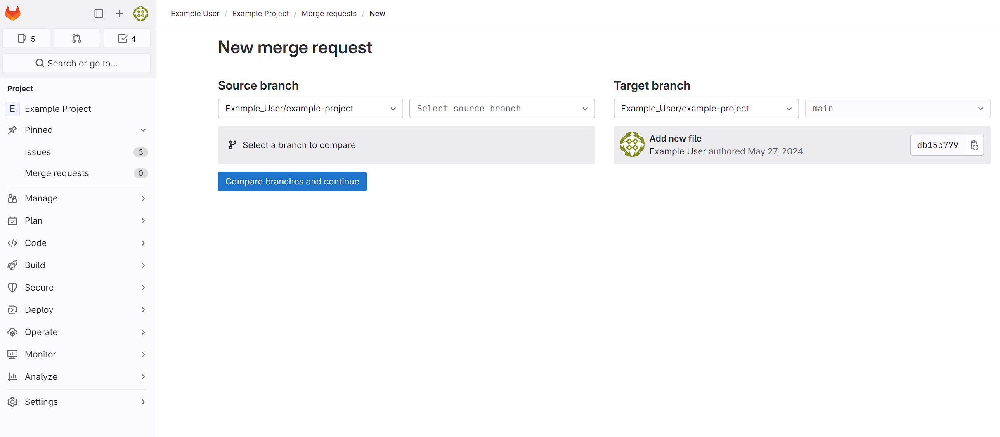 Example User / Example Project / Merge requests / New
5
4
Search or go to...
Project
E Example Project
Pinned
Issues 3
Merge requests 0
Manage
Plan
Code
Build
Secure
Deploy
Operate
Monitor
Analyze
Settings
New merge request
Source branch
Example_User/example-project
Select source branch
Select a branch to compare
Compare branches and continue
Target branch
Example_User/example-project
main
Add new file
Example User authored May 27, 2024
db15c779